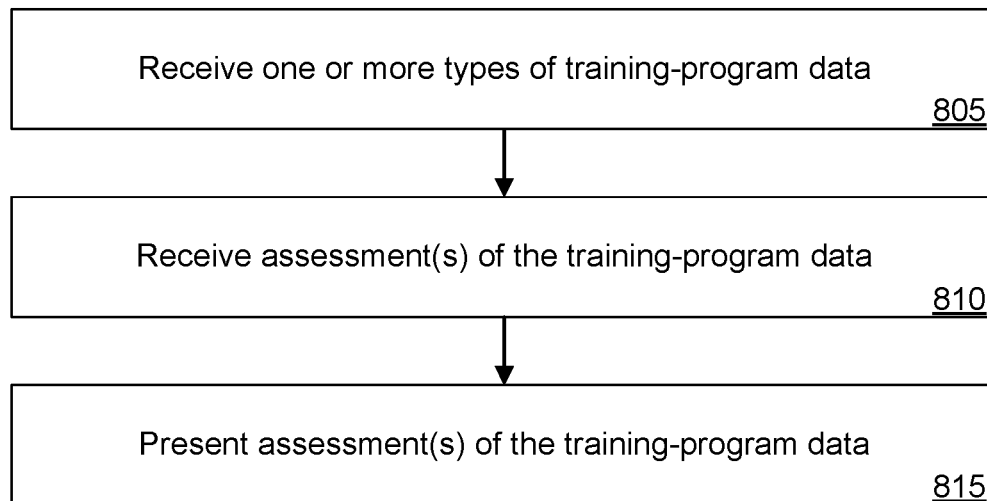 Receive one or more types of training-program data
805
Receive assessment(s) of the training-program data
810
Present assessment(s) of the training-program data
815